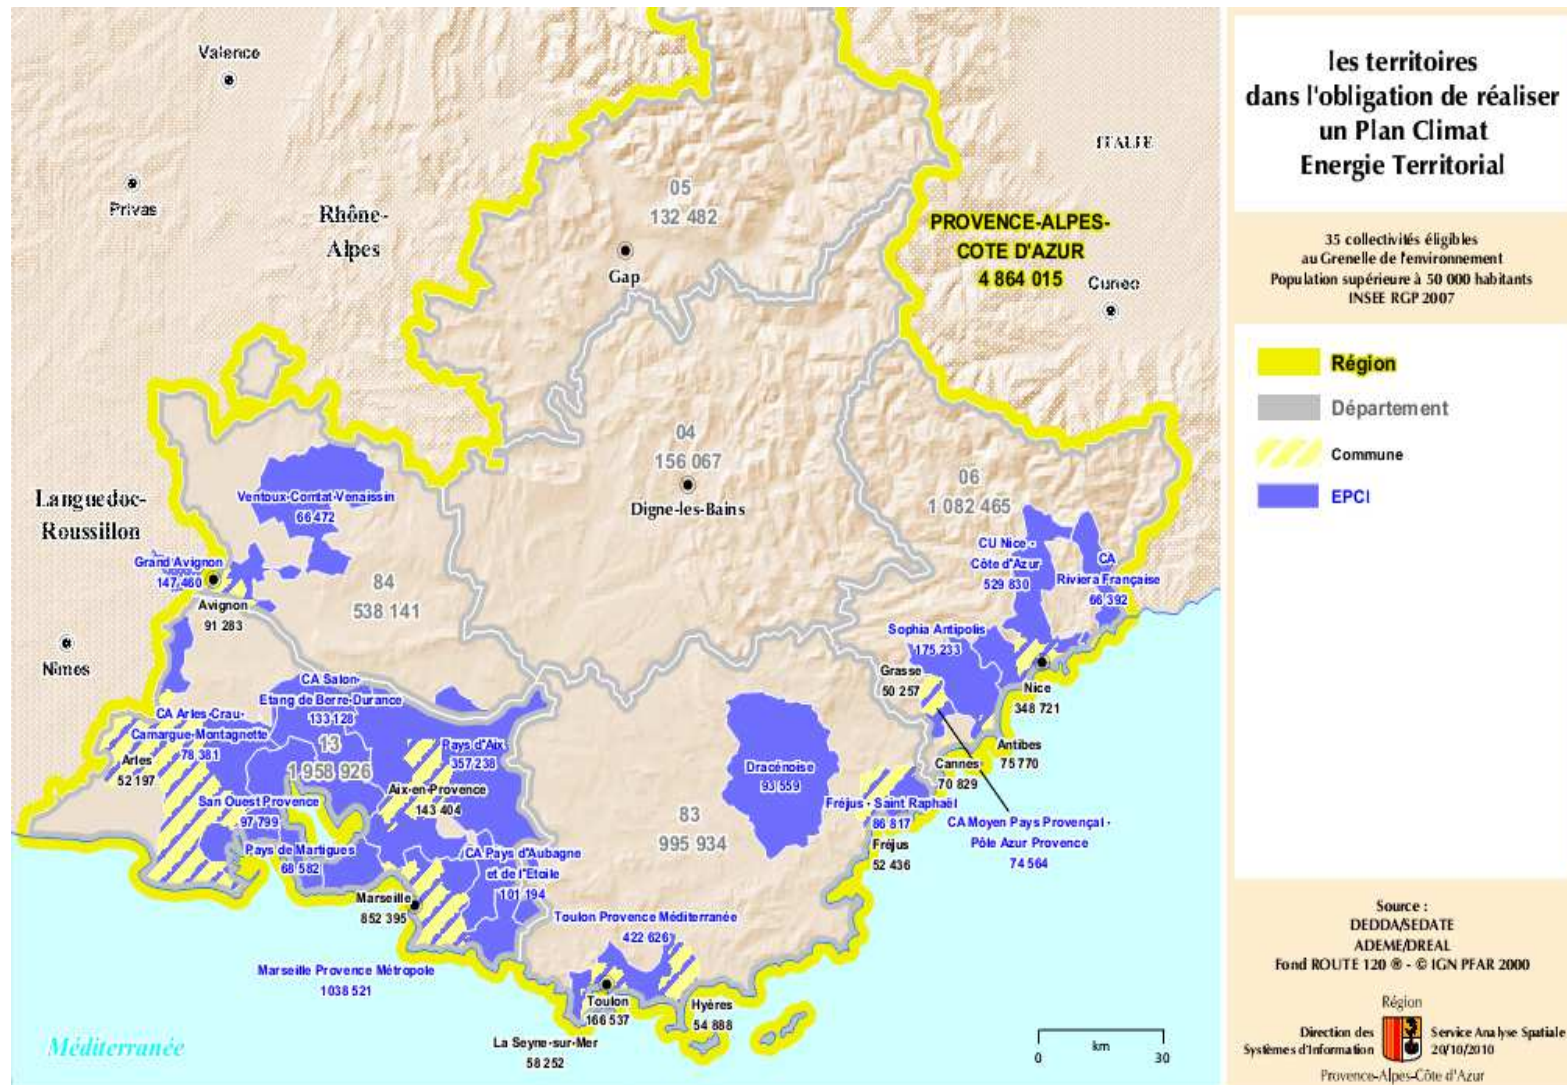 Valence
Privas
Rhône-
Alpes
ITALIE
05
132 482
Gap
PROVENCE-ALPES-
COTE D'AZUR
4 864 015
Cuneo
04
156 067
Digne-les-Bains
06
1 082 465
Languedoc-
Roussillon
Ventoux-Comtat-Venaissin
66 472
Grand Avignon
147 460
Avignon
91 283
84
538 141
Nîmes
CU Nice -
Côte d'Azur
529 830
CA
Riviera Française
66 392
Sophia Antipolis
175 233
Grasse
50 257
Nice
348 721
Antibes
75 770
Cannes
70 829
CA Moyen Pays Provençal -
Pôle Azur Provence
74 564
CA Salon-
Etang de Berre-Durance
133 128
13
1 958 926
CA Arles-Crau-
Camargue-Montagnette
78 381
Arles
52 197
Pays d'Aix
357 238
Aix-en-Provence
143 404
San Ouest Provence
97 799
Pays de Martigues
68 582
CA Pays d'Aubagne
et de l'Etoile
101 194
Marseille
852 395
Marseille Provence Métropole
1038 521
83
995 934
Dracénoise
93 559
Fréjus - Saint Raphaël
86 817
Fréjus
52 436
Toulon Provence Méditerranée
422 626
Toulon
166 537
Hyères
54 888
La Seyne-sur-Mer
58 252
Méditerranée
0 km 30
les territoires
dans l'obligation de réaliser
un Plan Climat
Energie Territorial
35 collectivités éligibles
au Grenelle de l'environnement
Population supérieure à 50 000 habitants
INSEE RGP 2007
Région
Département
Commune
EPCI
Source :
DEDDA/SEDATE
ADEME/DREAL
Fond ROUTE 120 ® - © IGN PFAR 2000
Région
Direction des
Systèmes d'Information
Service Analyse Spatiale
20/10/2010
Provence-Alpes-Côte d'Azur